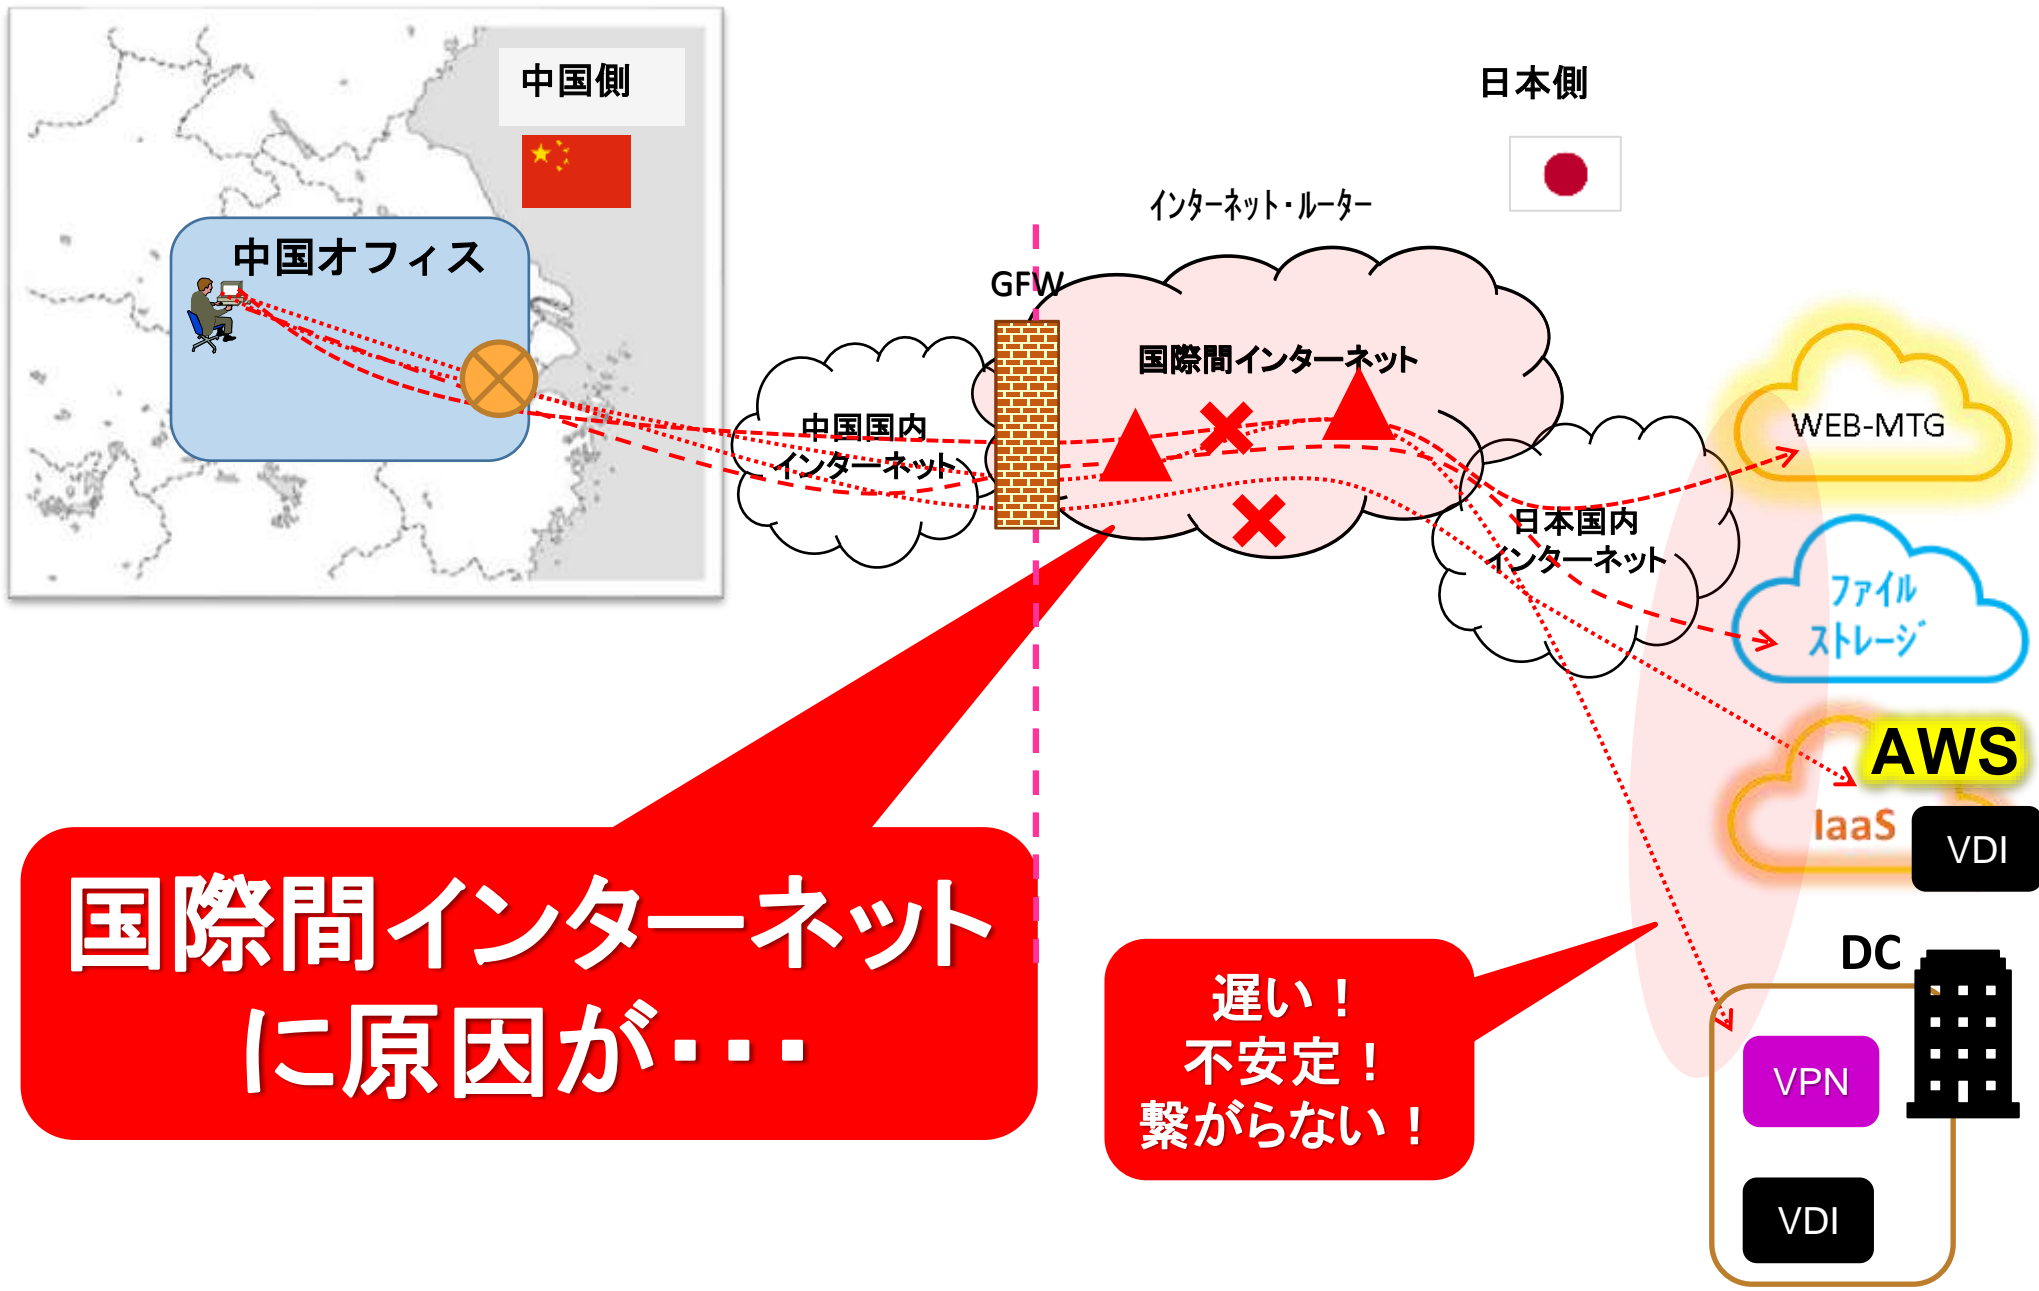 中国側
日本側
中国オフィス
インターネット・ルーター
GFW
国際間インターネット
中国国内
インターネット
日本国内
インターネット
WEB-MTG
ファイル
ストレージ
AWS
IaaS
VDI
国際間インターネット
に原因が・・・
遅い！
不安定！
繋がらない！
DC
VPN
VDI